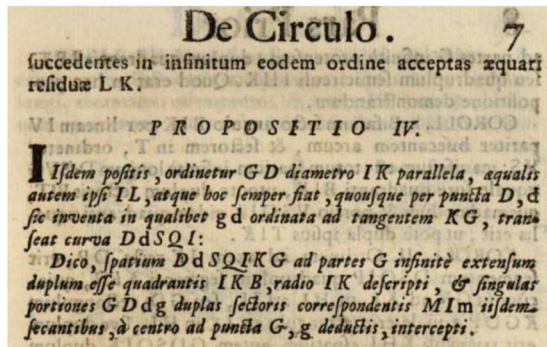 De Circulo. 7
succedentes in infinitum eodem ordine acceptas æquari
residuæ L K.
PROPOSITIO IV.
IIsdem positis, ordinetur G D diametro I K parallela, æqualis
autem ipsi I L, atque hoc semper fiat, quousque per puncta D, d
sic inventa in qualibet g d ordinata ad tangentem K G, tran-
seat curva D d S Q I:
Dico, spatium D d S Q I K G ad partes G infinitè extensum
duplum esse quadrantis I K B, radio I K descripti, & singulas
portiones G D d g duplas sectoris correspondentis M I m iisdem
secantibus, à centro ad puncta G, g deductis, intercepti.